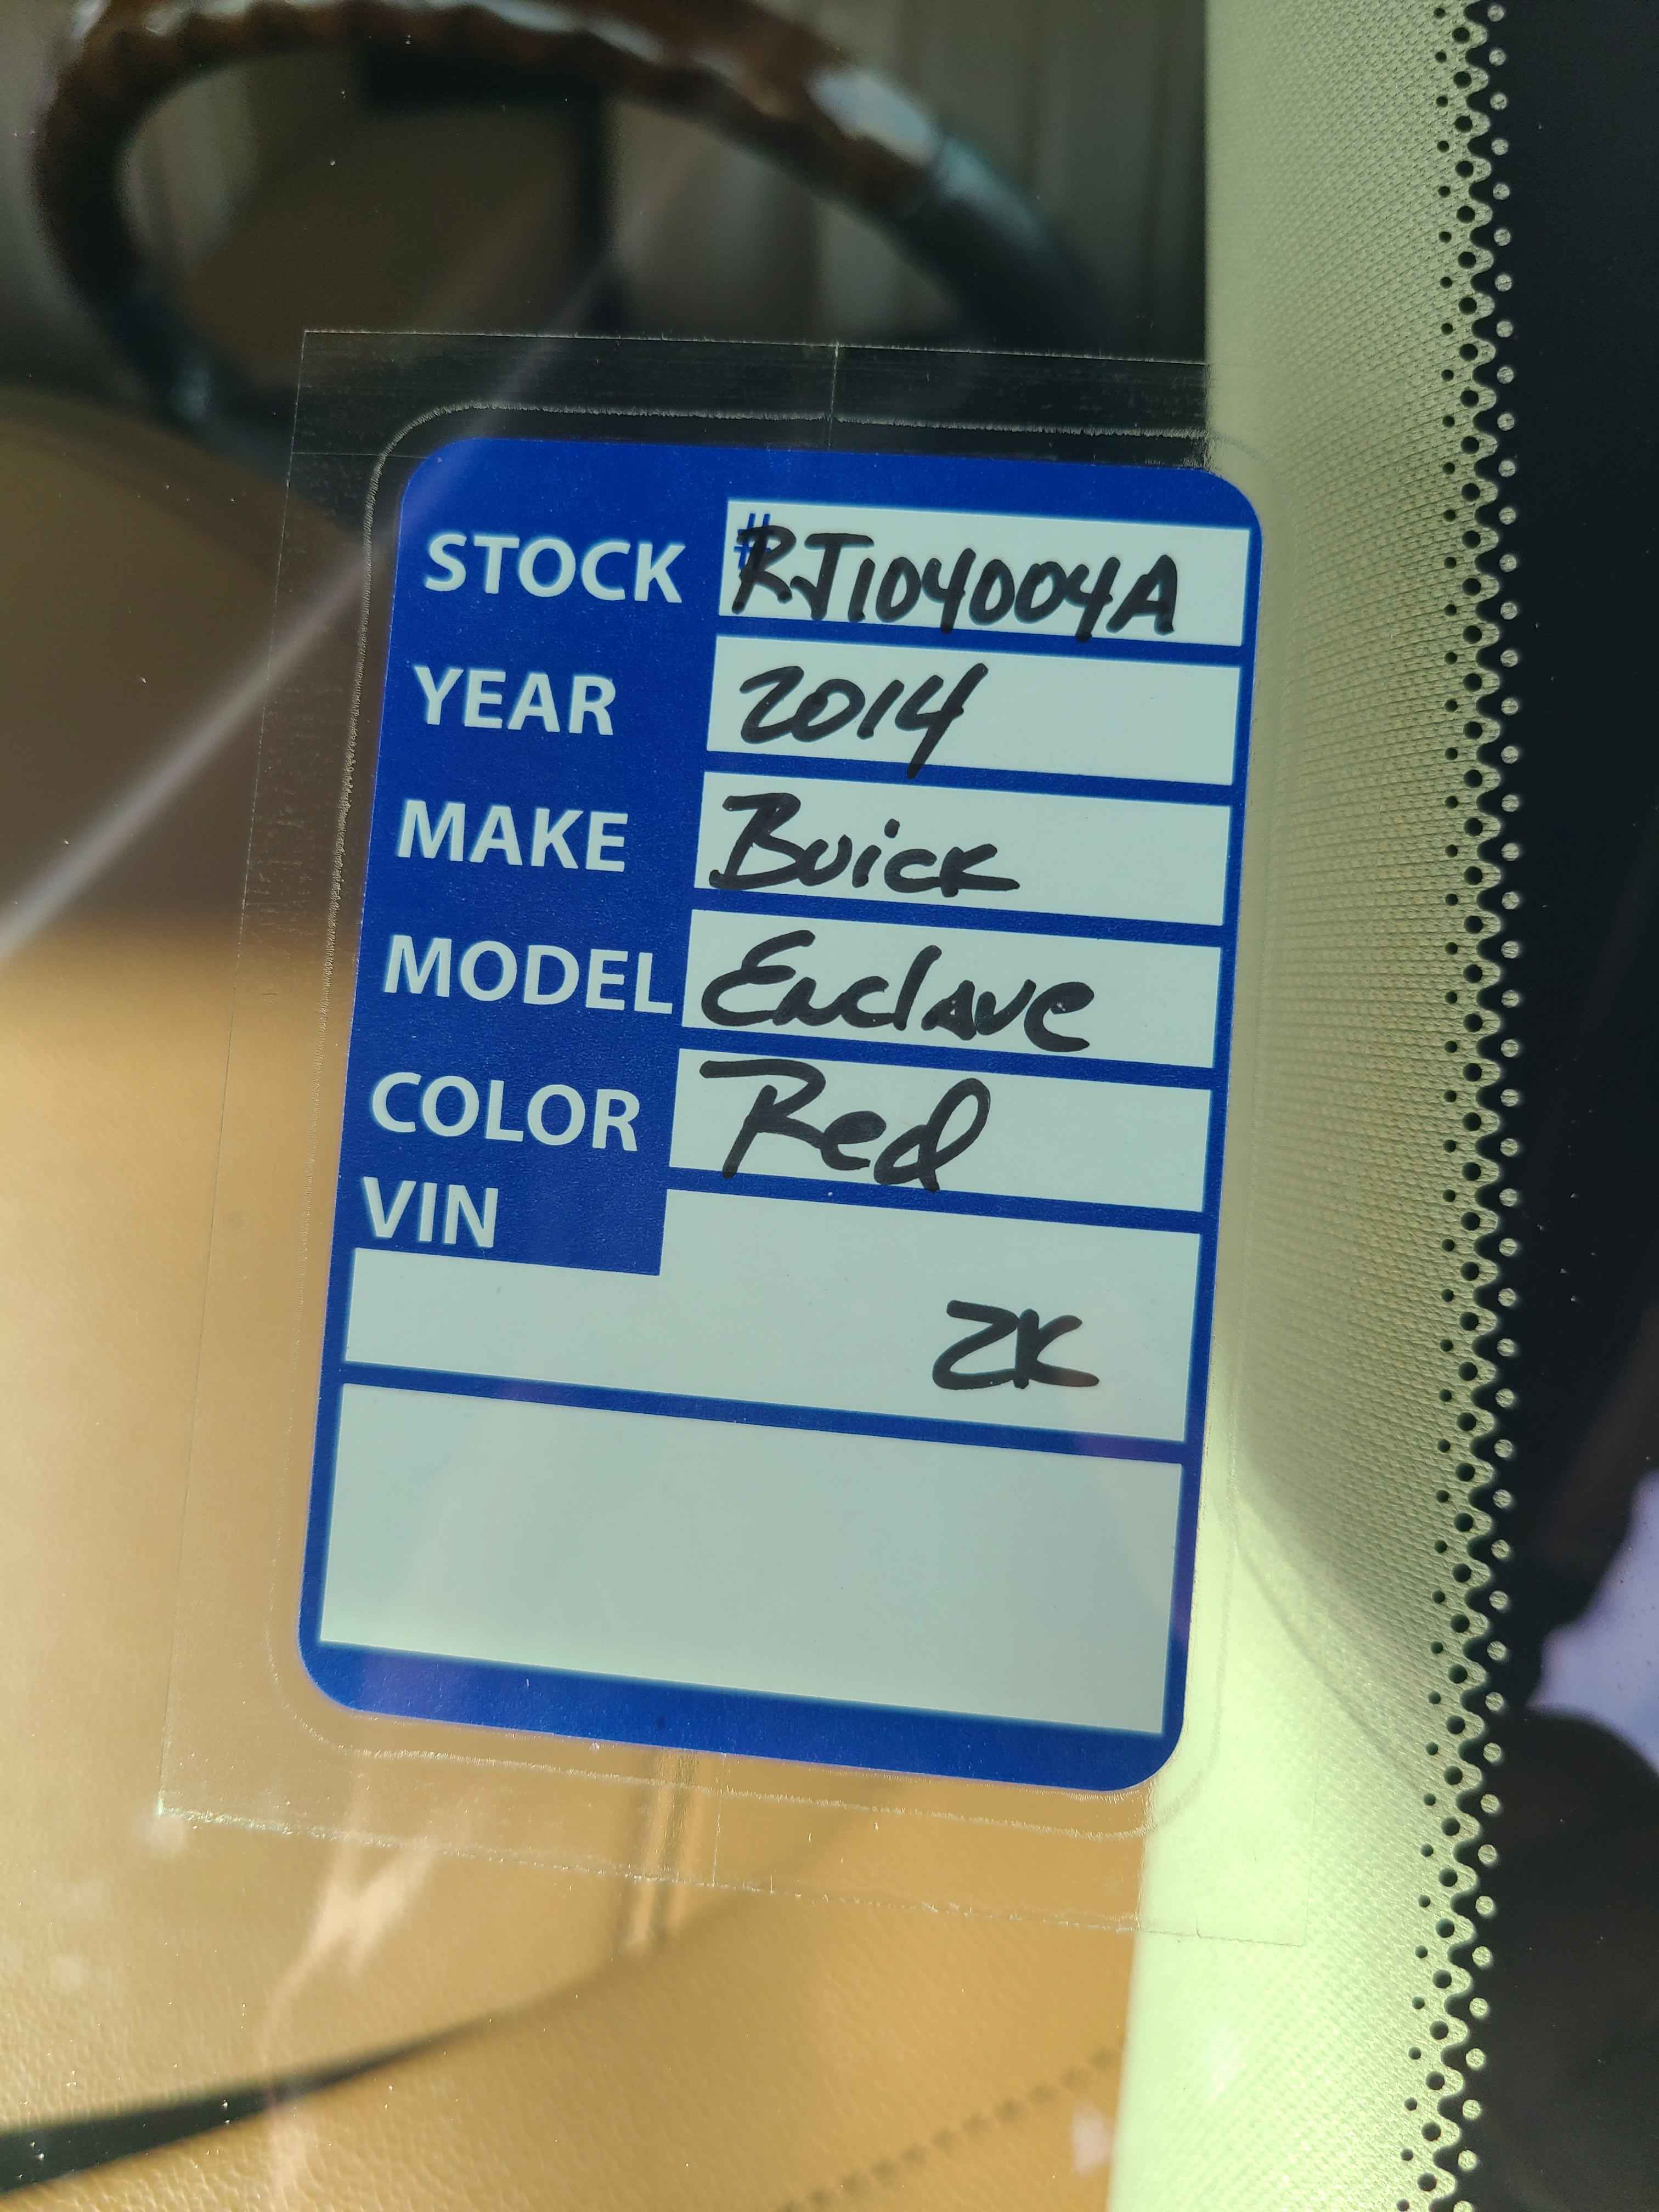 STOCK #RJ104004A
YEAR 2014
MAKE Buick
MODEL Enclave
COLOR Red
VIN
ZK